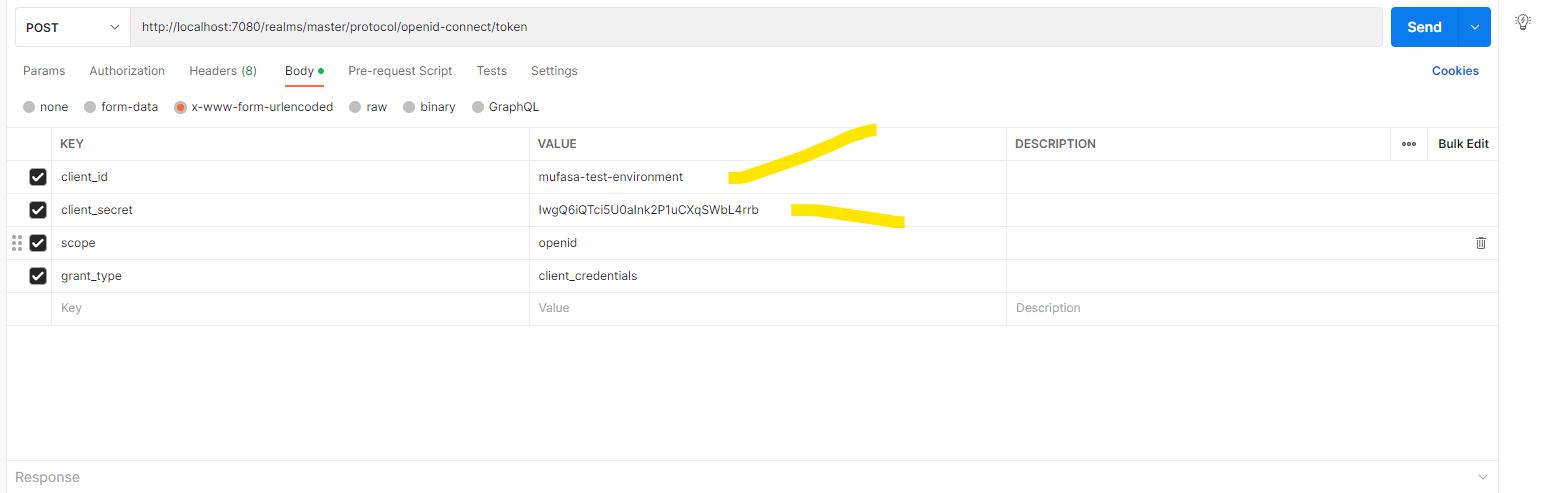 POST http://localhost:7080/realms/master/protocol/openid-connect/token Send
Params Authorization Headers (8) Body Pre-request Script Tests Settings Cookies
none form-data x-www-form-urlencoded raw binary GraphQL
KEY VALUE DESCRIPTION ooo Bulk Edit
client_id mufasa-test-environment
client_secret IwgQ6iQTci5U0aInk2P1uCXqSWbL4rrb
scope openid
grant_type client_credentials
Key Value Description
Response